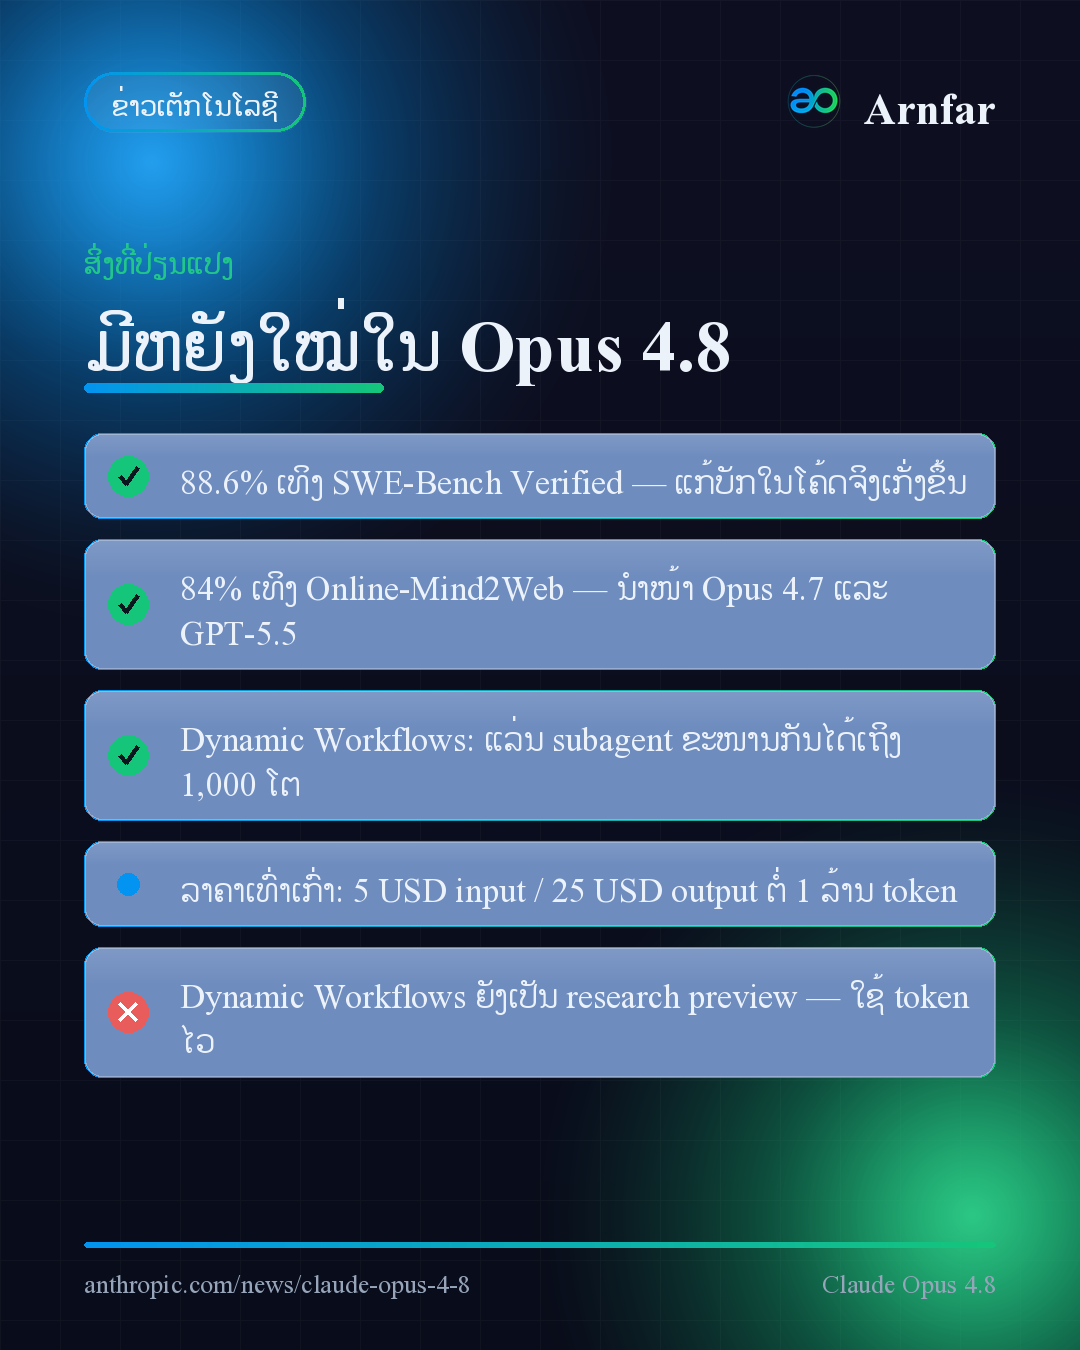 ຂ່າວເຕັກໂນໂລຊີ
Arnfar
ສິ່ງທີ່ປ່ຽນແປງ
ມີຫຍັງໃໝ່ໃນ Opus 4.8
88.6% ເທິງ SWE-Bench Verified — ແກ້ບັກໃນໂຄ້ດຈິງເກັ່ງຂຶ້ນ
84% ເທິງ Online-Mind2Web — ນຳໜ້າ Opus 4.7 ແລະ
GPT-5.5
Dynamic Workflows: ແລ່ນ subagent ຂະໜານກັນໄດ້ເຖິງ
1,000 ໂຕ
ລາຄາເທົ່າເກົ່າ: 5 USD input / 25 USD output ຕໍ່ 1 ລ້ານ token
Dynamic Workflows ຍັງເປັນ research preview — ໃຊ້ token
ໄວ
anthropic.com/news/claude-opus-4-8
Claude Opus 4.8